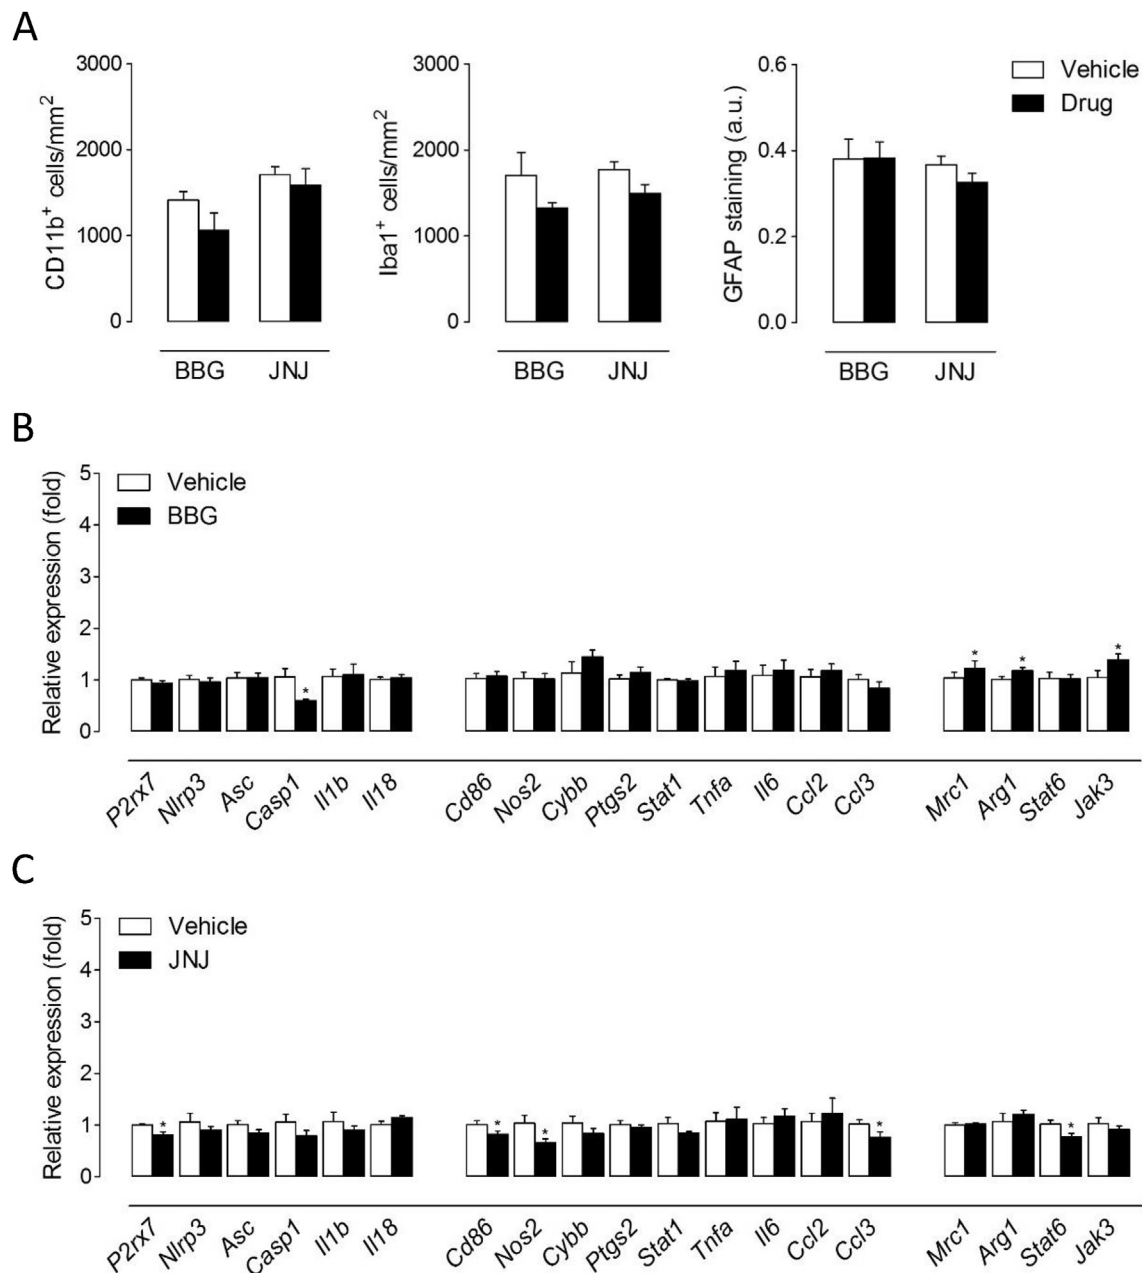 A
CD11b+ cells/mm2
3000
2000
1000
0
BBG JNJ
Iba1+ cells/mm2
3000
2000
1000
0
BBG JNJ
GFAP staining (a.u.)
0.6
0.4
0.2
0.0
BBG JNJ
Vehicle
Drug
B
Relative expression (fold)
5
4
3
2
1
0
Vehicle
BBG
* * * *
P2rx7 Nlrp3 Asc Casp1 Il1b Il18 Cd86 Nos2 Cybb Ptgs2 Stat1 Tnfa Il6 Ccl2 Ccl3 Mrc1 Arg1 Stat6 Jak3
C
Relative expression (fold)
5
4
3
2
1
0
Vehicle
JNJ
* * * * *
P2rx7 Nlrp3 Asc Casp1 Il1b Il18 Cd86 Nos2 Cybb Ptgs2 Stat1 Tnfa Il6 Ccl2 Ccl3 Mrc1 Arg1 Stat6 Jak3